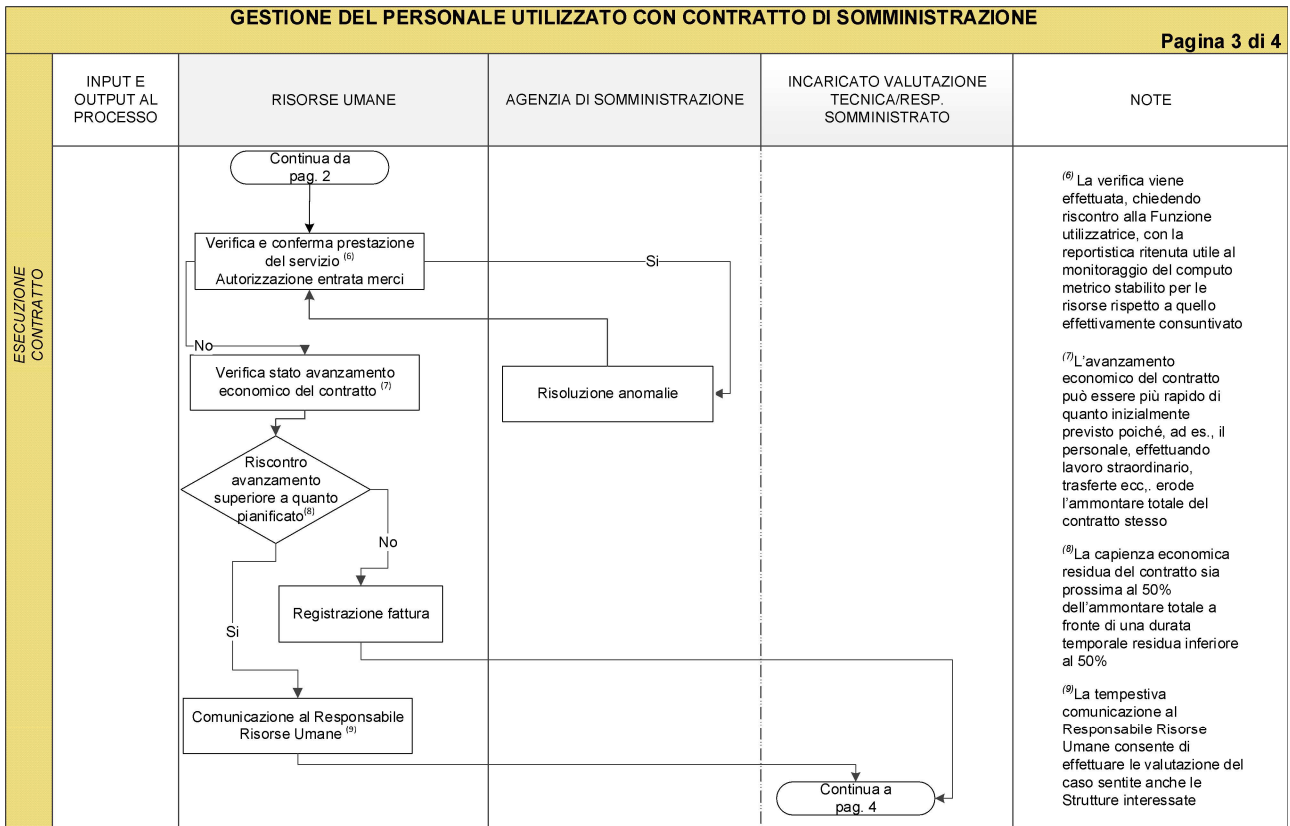 GESTIONE DEL PERSONALE UTILIZZATO CON CONTRATTO DI SOMMINISTRAZIONE
Pagina 3 di 4
INPUT E
OUTPUT AL
PROCESSO
RISORSE UMANE
AGENZIA DI SOMMINISTRAZIONE
INCARICATO VALUTAZIONE
TECNICA/RESP.
SOMMINISTRATO
NOTE
ESECUZIONE
CONTRATTO
Continua da
pag. 2
Verifica e conferma prestazione
del servizio (6)
Autorizzazione entrata merci
Si
No
Verifica stato avanzamento
economico del contratto (7)
Risoluzione anomalie
Riscontro
avanzamento
superiore a quanto
pianificato(8)
No
Registrazione fattura
Si
Comunicazione al Responsabile
Risorse Umane (9)
Continua a
pag. 4
(6) La verifica viene
effettuata, chiedendo
riscontro alla Funzione
utilizzatrice, con la
reportistica ritenuta utile al
monitoraggio del computo
metrico stabilito per le
risorse rispetto a quello
effettivamente consuntivato
(7)L'avanzamento
economico del contratto
può essere più rapido di
quanto inizialmente
previsto poiché, ad es., il
personale, effettuando
lavoro straordinario,
trasferte ecc,. erode
l'ammontare totale del
contratto stesso
(8)La capienza economica
residua del contratto sia
prossima al 50%
dell'ammontare totale a
fronte di una durata
temporale residua inferiore
al 50%
(9)La tempestiva
comunicazione al
Responsabile Risorse
Umane consente di
effettuare le valutazione del
caso sentite anche le
Strutture interessate